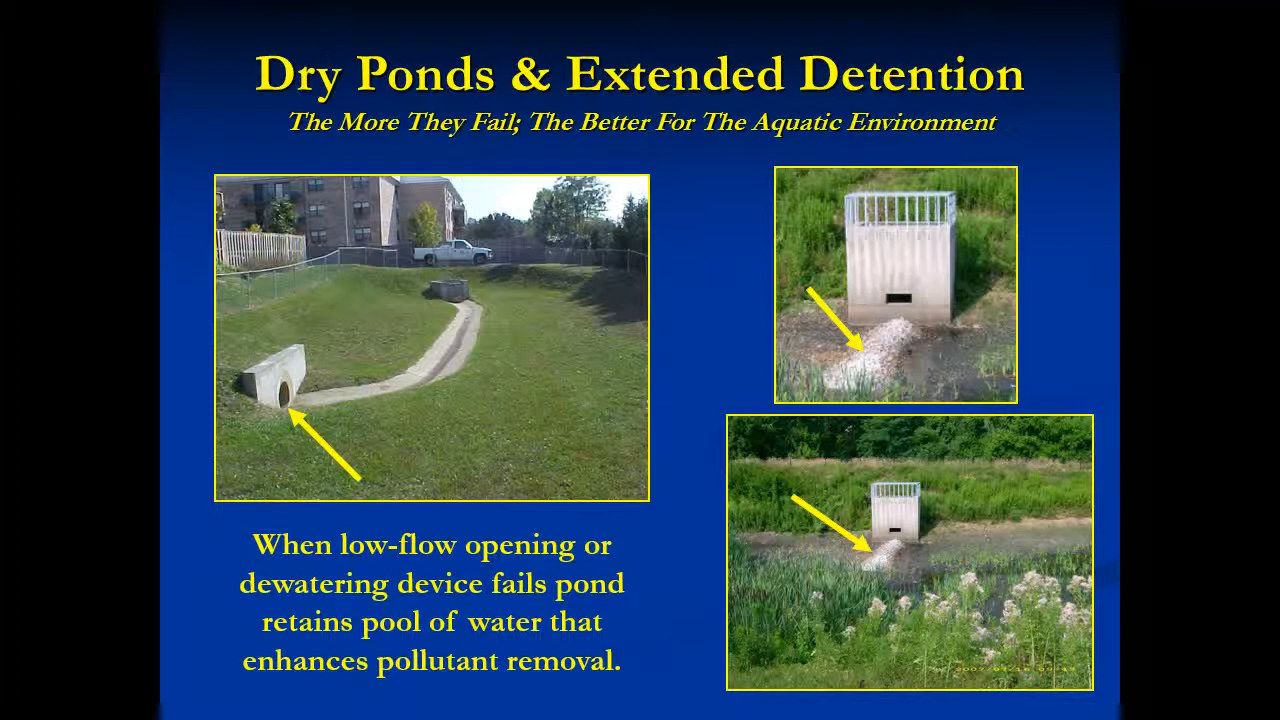 Dry Ponds & Extended Detention
The More They Fail; The Better For The Aquatic Environment
When low-flow opening or
dewatering device fails pond
retains pool of water that
enhances pollutant removal.